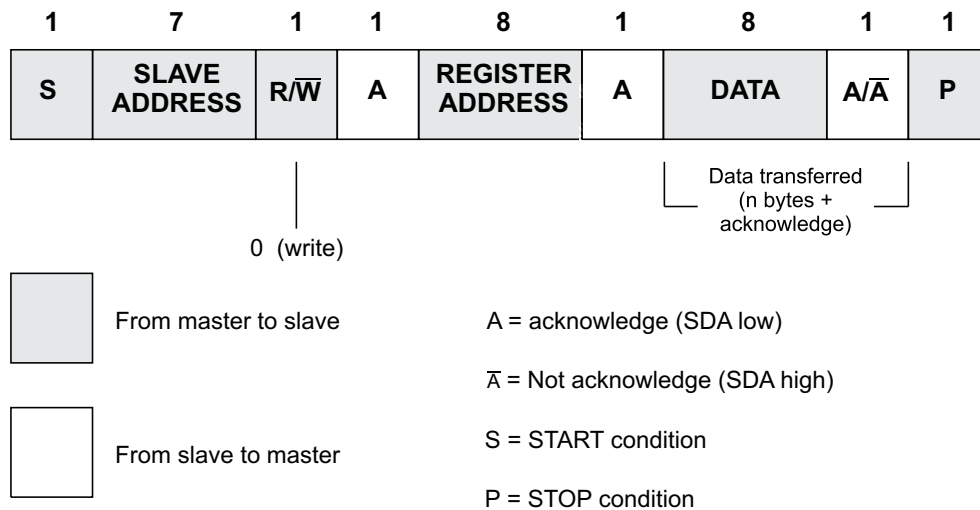 1 7 1 1 8 1 8 1 1
S SLAVE ADDRESS R/W̅ A REGISTER ADDRESS A DATA A/A̅ P
Data transferred
(n bytes +
acknowledge)
0 (write)
From master to slave
A = acknowledge (SDA low)
A̅ = Not acknowledge (SDA high)
From slave to master
S = START condition
P = STOP condition